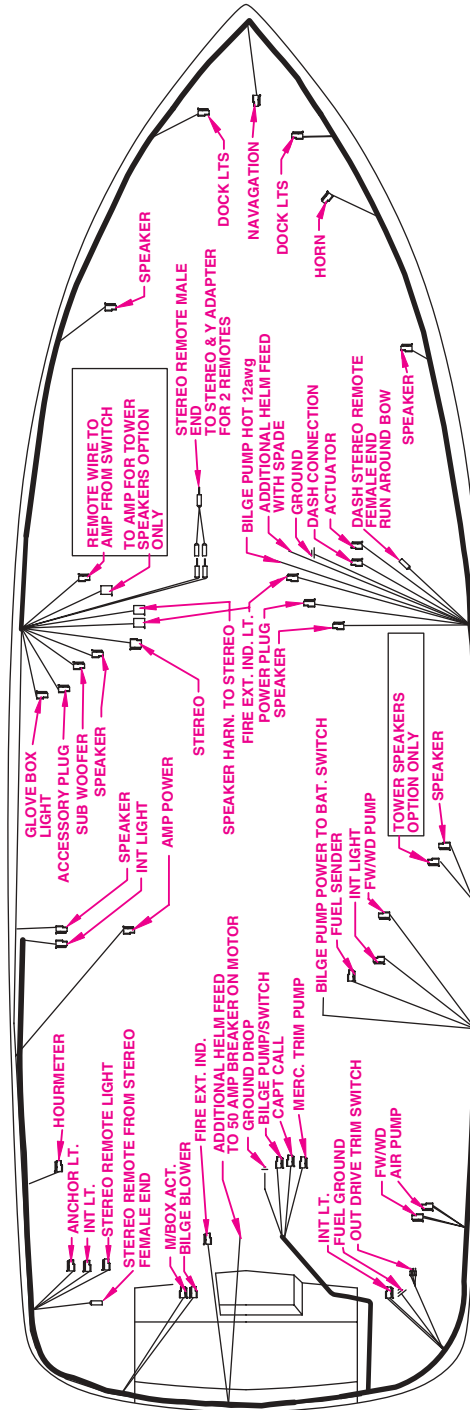 DOCK LTS
NAVAGATION
DOCK LTS
HORN
SPEAKER
STEREO REMOTE MALE
END
TO STEREO & Y ADAPTER
FOR 2 REMOTES
REMOTE WIRE TO
AMP FROM SWITCH
TO AMP FOR TOWER
SPEAKERS OPTION
ONLY
BILGE PUMP HOT 12awg
ADDITIONAL HELM FEED
WITH SPADE
GROUND
DASH CONNECTION
ACTUATOR
DASH STEREO REMOTE
FEMALE END
RUN AROUND BOW
SPEAKER
GLOVE BOX
LIGHT
ACCESSORY PLUG
SUB WOOFER
SPEAKER
STEREO
SPEAKER HARN. TO STEREO
FIRE EXT. IND. LT.
POWER PLUG
SPEAKER
SPEAKER
INT LIGHT
AMP POWER
BILGE PUMP POWER TO BAT. SWITCH
FUEL SENDER
INT LIGHT
FW/WD PUMP
TOWER SPEAKERS
OPTION ONLY
SPEAKER
HOURMETER
ANCHOR LT.
INT LT.
STEREO REMOTE LIGHT
STEREO REMOTE FROM STEREO
FEMALE END
M/BOX ACT.
BILGE BLOWER
FIRE EXT. IND.
ADDITIONAL HELM FEED
TO 50 AMP BREAKER ON MOTOR
GROUND DROP
BILGE PUMP/SWITCH
CAPT CALL
MERC. TRIM PUMP
INT LT.
FUEL GROUND
OUT DRIVE TRIM SWITCH
FW/WD
AIR PUMP